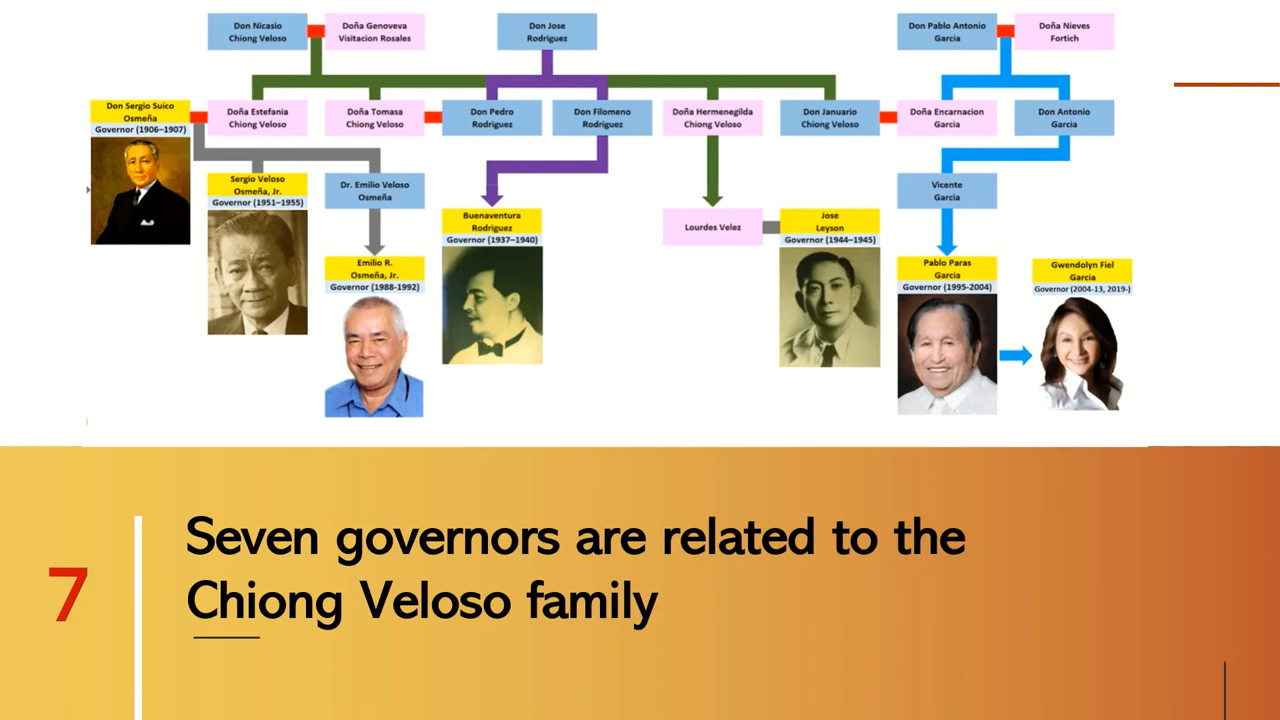 Don Nicasio
Chiong Veloso
Doña Genoveva
Visitacion Rosales
Don Jose
Rodriguez
Don Pablo Antonio
Garcia
Doña Nieves
Fortich
Don Sergio Suico
Osmeña
Governor (1906–1907)
Doña Estefania
Chiong Veloso
Doña Tomasa
Chiong Veloso
Don Pedro
Rodriguez
Don Filomeno
Rodriguez
Doña Hermenegilda
Chiong Veloso
Don Januario
Chiong Veloso
Doña Encarnacion
Garcia
Don Antonio
Garcia
Sergio Veloso
Osmeña, Jr.
Governor (1951–1955)
Dr. Emilio Veloso
Osmeña
Vicente
Garcia
Buenaventura
Rodriguez
Governor (1937–1940)
Lourdes Velez
Jose
Leyson
Governor (1944–1945)
Emilio R.
Osmeña, Jr.
Governor (1988-1992)
Pablo Paras
Garcia
Governor (1995-2004)
Gwendolyn Fiel
Garcia
Governor (2004-13, 2019-)
7
Seven governors are related to the
Chiong Veloso family